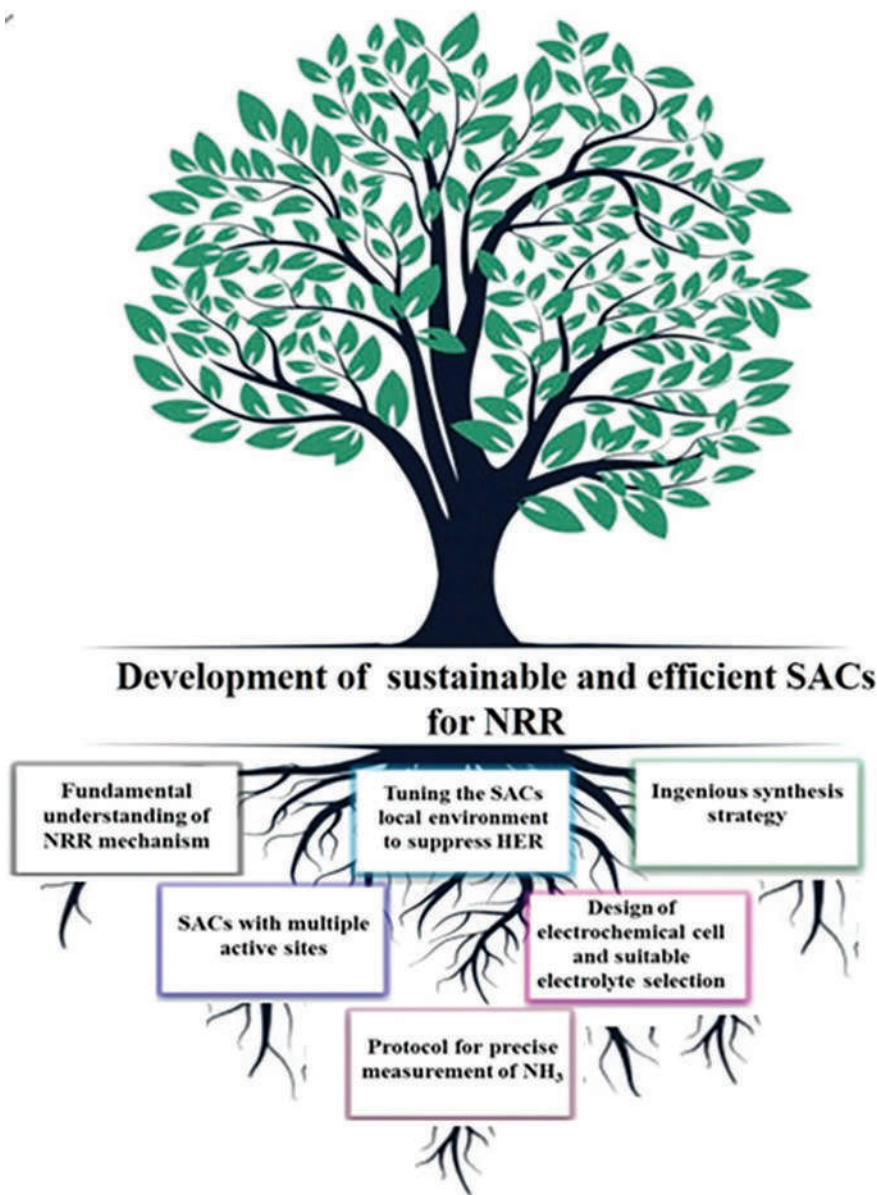 Development of sustainable and efficient SACs
for NRR
Fundamental
understanding of
NRR mechanism
Tuning the SACs
local environment
to suppress HER
Ingenious synthesis
strategy
SACs with multiple
active sites
Design of
electrochemical cell
and suitable
electrolyte selection
Protocol for precise
measurement of NH₃